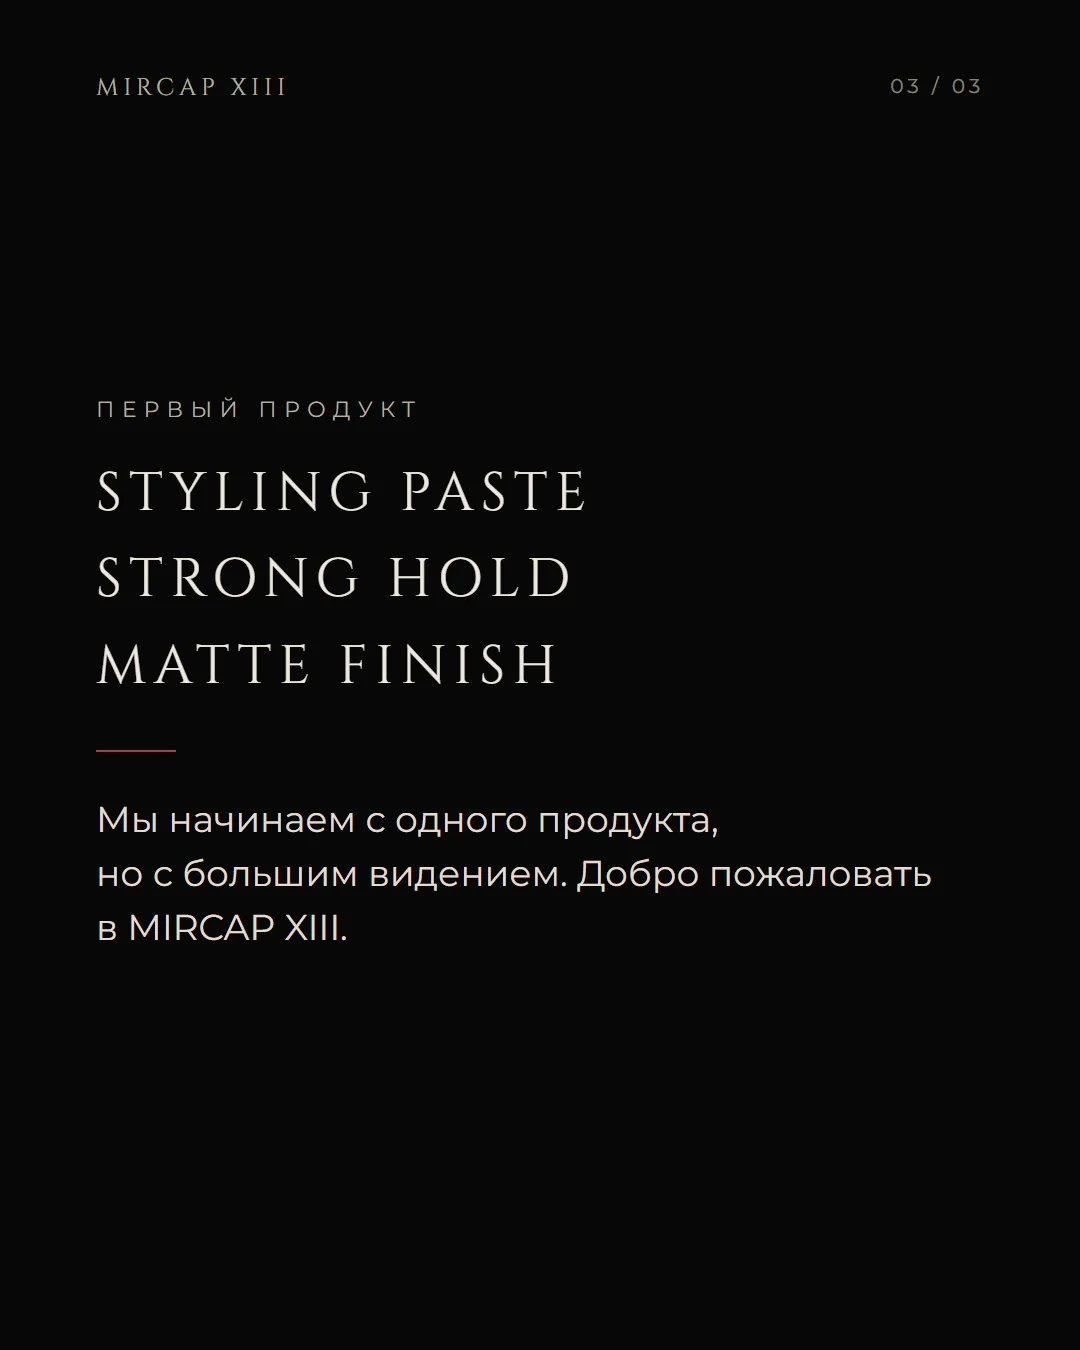 MIRCAP XIII
03 / 03
ПЕРВЫЙ ПРОДУКТ
STYLING PASTE
STRONG HOLD
MATTE FINISH
Мы начинаем с одного продукта,
но с большим видением. Добро пожаловать
в MIRCAP XIII.